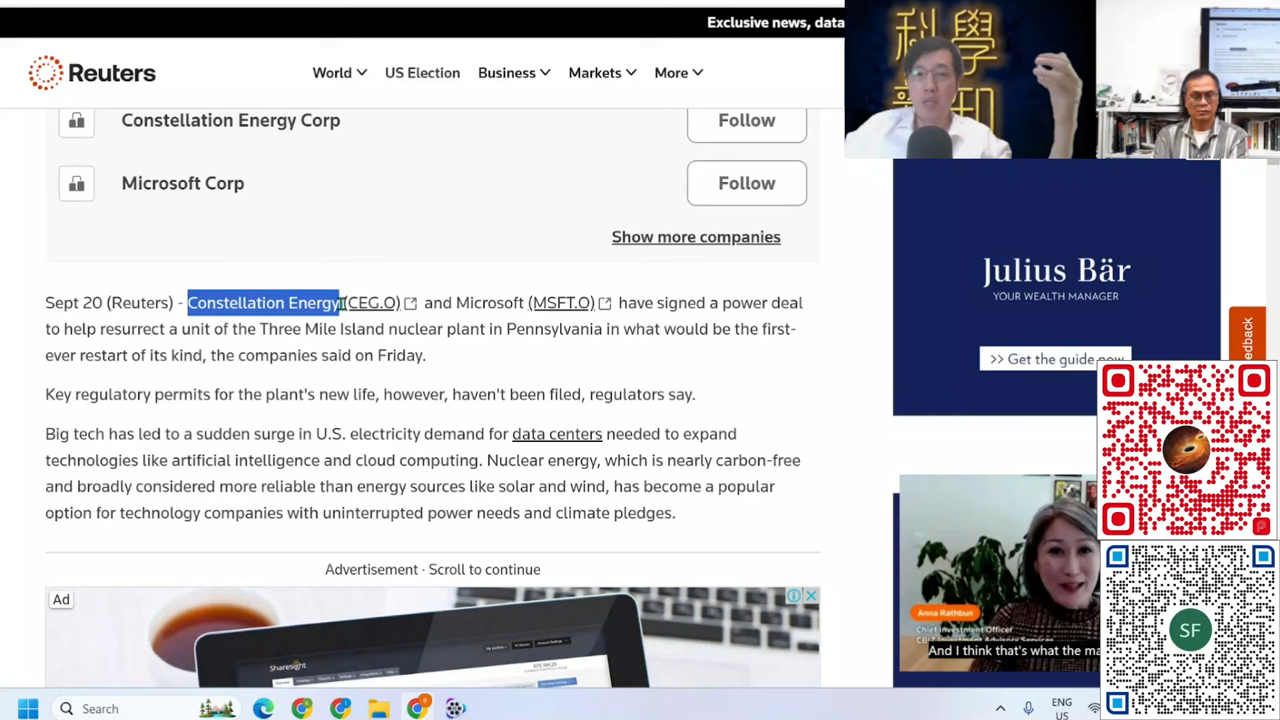 Exclusive news, data
Reuters
World
US Election
Business
Markets
More
科學
新知
Constellation Energy Corp
Follow
Microsoft Corp
Follow
Show more companies
Sept 20 (Reuters) - Constellation Energy (CEG.O) and Microsoft (MSFT.O) have signed a power deal
to help resurrect a unit of the Three Mile Island nuclear plant in Pennsylvania in what would be the first-
ever restart of its kind, the companies said on Friday.
Key regulatory permits for the plant's new life, however, haven't been filed, regulators say.
Big tech has led to a sudden surge in U.S. electricity demand for data centers needed to expand
technologies like artificial intelligence and cloud computing. Nuclear energy, which is nearly carbon-free
and broadly considered more reliable than energy sources like solar and wind, has become a popular
option for technology companies with uninterrupted power needs and climate pledges.
Advertisement · Scroll to continue
Ad
Sharesight
Julius Bär
YOUR WEALTH MANAGER
>> Get the guide now
edback
Anna Rathbun
Chief Investment Officer
And I think that's what the ma
SF
Search
ENG
US